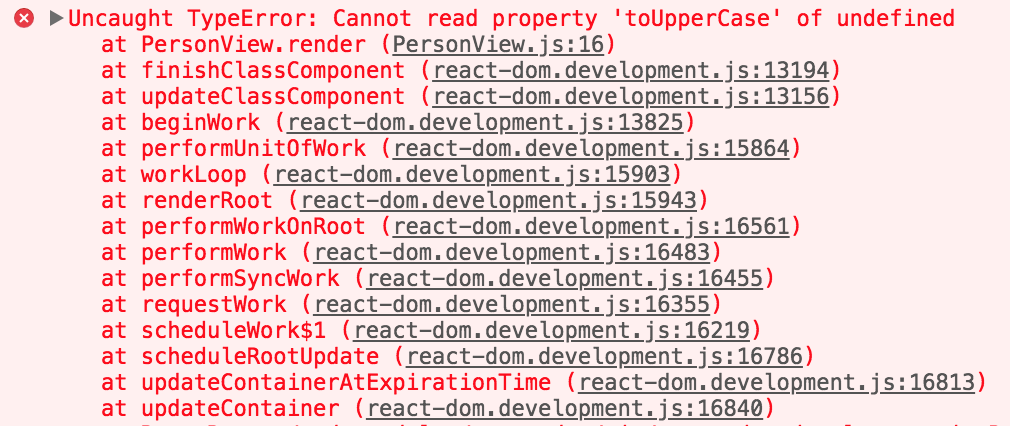 Uncaught TypeError: Cannot read property 'toUpperCase' of undefined
at PersonView.render (PersonView.js:16)
at finishClassComponent (react-dom.development.js:13194)
at updateClassComponent (react-dom.development.js:13156)
at beginWork (react-dom.development.js:13825)
at performUnitOfWork (react-dom.development.js:15864)
at workLoop (react-dom.development.js:15903)
at renderRoot (react-dom.development.js:15943)
at performWorkOnRoot (react-dom.development.js:16561)
at performWork (react-dom.development.js:16483)
at performSyncWork (react-dom.development.js:16455)
at requestWork (react-dom.development.js:16355)
at scheduleWork$1 (react-dom.development.js:16219)
at scheduleRootUpdate (react-dom.development.js:16786)
at updateContainerAtExpirationTime (react-dom.development.js:16813)
at updateContainer (react-dom.development.js:16840)